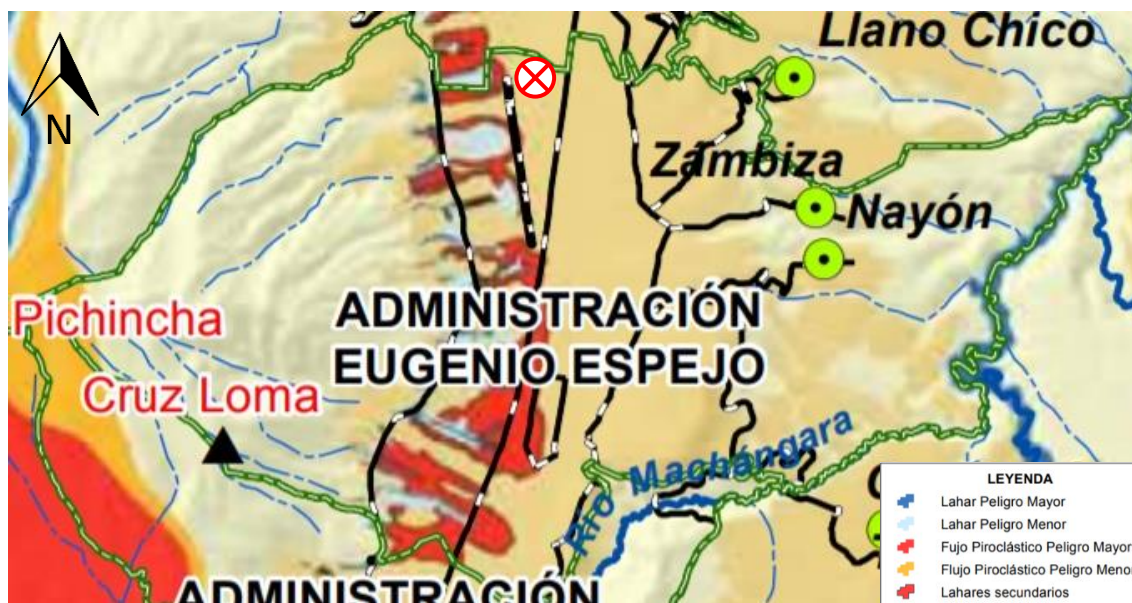 Llano Chico
N
Zámbiza
Nayón
Pichincha
ADMINISTRACIÓN
EUGENIO ESPEJO
Cruz Loma
Río Machángara
LEYENDA
Lahar Peligro Mayor
Lahar Peligro Menor
Fujo Piroclástico Peligro Mayor
Flujo Piroclástico Peligro Menor
Lahares secundarios
ADMINISTRACIÓN